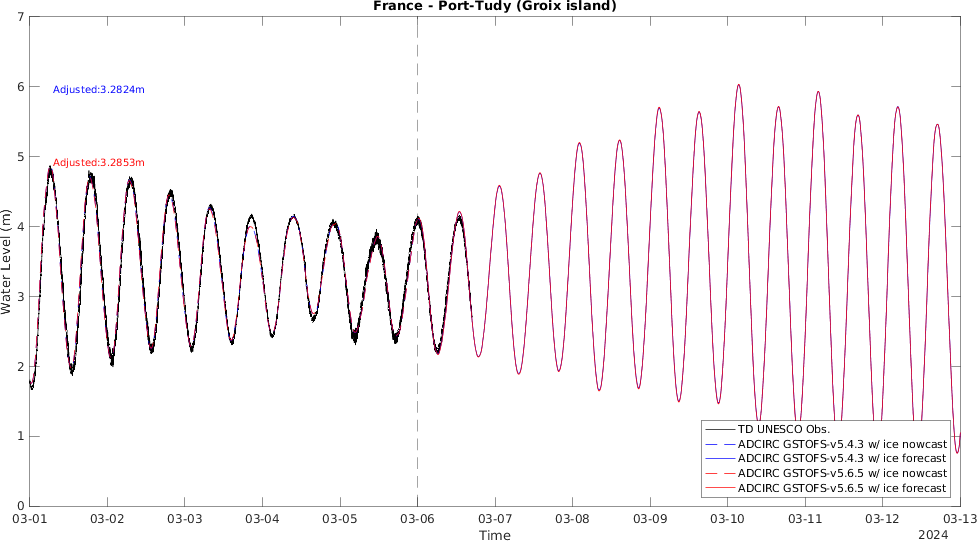 France - Port-Tudy (Groix island)
7
6
5
4
3
2
1
0
Water Level (m)
Adjusted:3.2824m
Adjusted:3.2853m
TD UNESCO Obs.
ADCIRC GSTOFS-v5.4.3 w/ ice nowcast
ADCIRC GSTOFS-v5.4.3 w/ ice forecast
ADCIRC GSTOFS-v5.6.5 w/ ice nowcast
ADCIRC GSTOFS-v5.6.5 w/ ice forecast
03-01 03-02 03-03 03-04 03-05 03-06 03-07 03-08 03-09 03-10 03-11 03-12 03-13
Time
2024